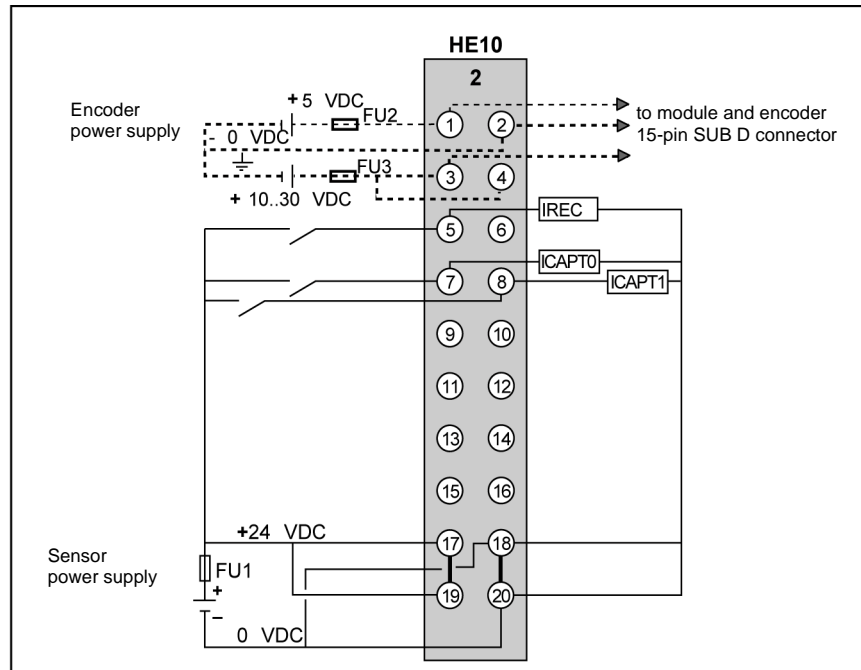 HE10
2
+ 5 VDC
FU2
Encoder
power supply
- 0 VDC
1 2
to module and encoder
15-pin SUB D connector
FU3
3 4
+ 10..30 VDC
IREC
5 6
ICAPT0
7 8
ICAPT1
9 10
11 12
13 14
15 16
+24 VDC
17 18
Sensor
power supply
FU1
+
19 20
–
0 VDC